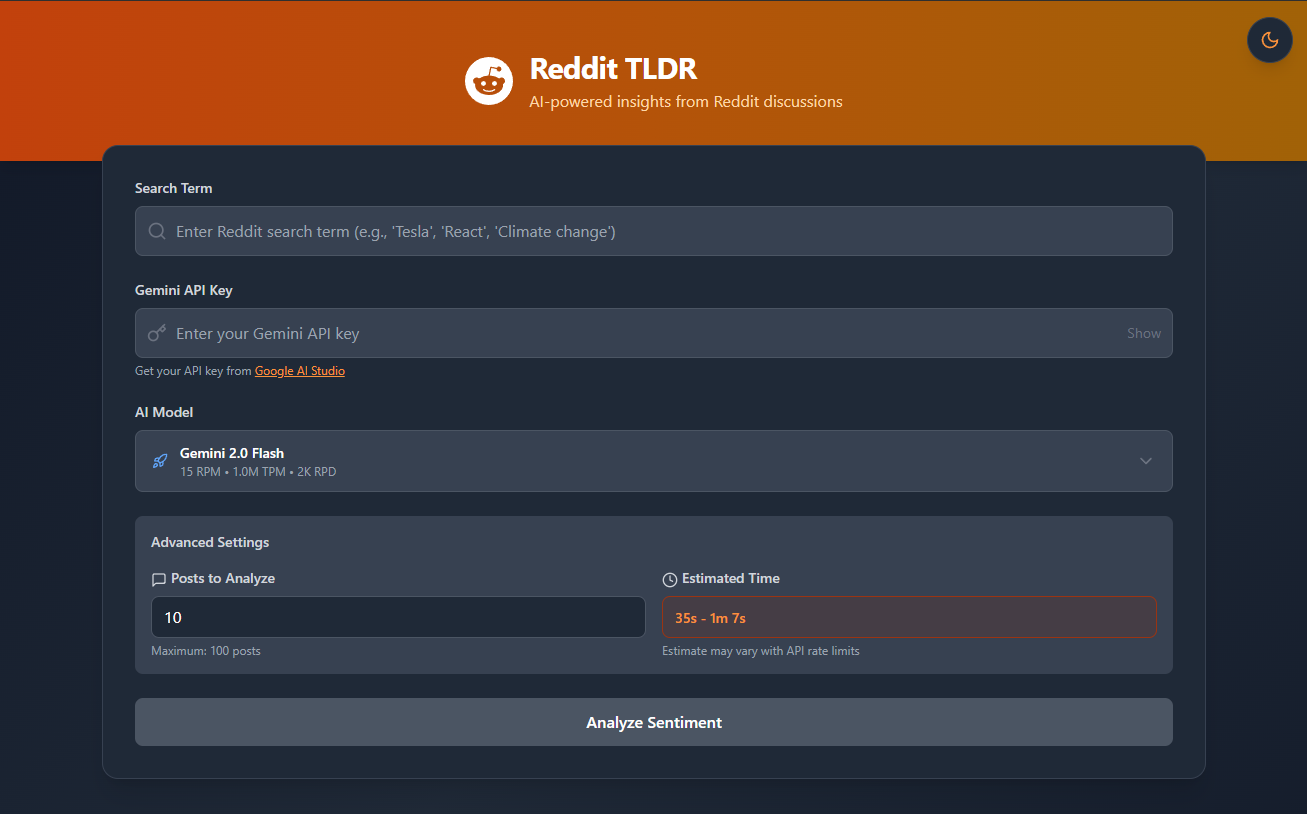 Reddit TLDR
AI-powered insights from Reddit discussions
Search Term
Enter Reddit search term (e.g., 'Tesla', 'React', 'Climate change')
Gemini API Key
Enter your Gemini API key
Show
Get your API key from Google AI Studio
AI Model
Gemini 2.0 Flash
15 RPM • 1.0M TPM • 2K RPD
Advanced Settings
Posts to Analyze
10
Maximum: 100 posts
Estimated Time
35s - 1m 7s
Estimate may vary with API rate limits
Analyze Sentiment